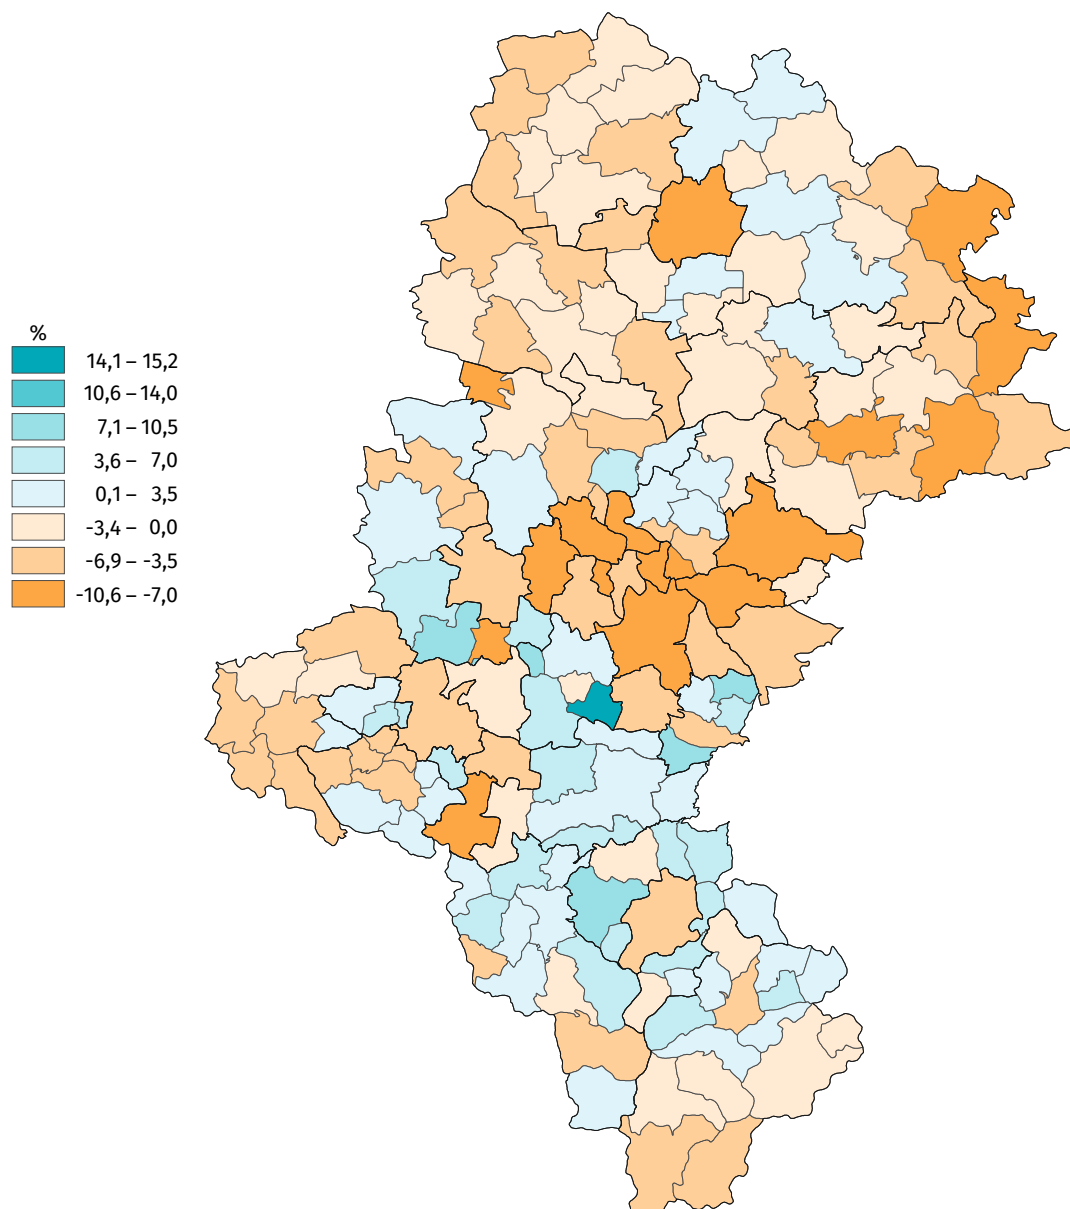 %
14,1 – 15,2
10,6 – 14,0
7,1 – 10,5
3,6 – 7,0
0,1 – 3,5
-3,4 – 0,0
-6,9 – -3,5
-10,6 – -7,0